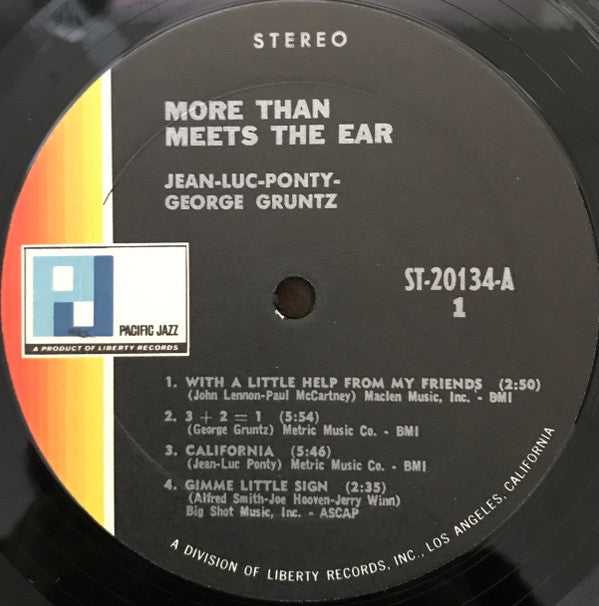 STEREO
MORE THAN
MEETS THE EAR
JEAN-LUC-PONTY-
GEORGE GRUNTZ
ST-20134-A
1
PJ
PACIFIC JAZZ
A PRODUCT OF LIBERTY RECORDS
1. WITH A LITTLE HELP FROM MY FRIENDS (2:50)
(John Lennon-Paul McCartney) Maclen Music, Inc. - BMI
2. 3 + 2 = 1 (5:54)
(George Gruntz) Metric Music Co. - BMI
3. CALIFORNIA (5:46)
(Jean-Luc Ponty) Metric Music Co. - BMI
4. GIMME LITTLE SIGN (2:35)
(Alfred Smith-Joe Hooven-Jerry Winn)
Big Shot Music, Inc. - ASCAP
A DIVISION OF LIBERTY RECORDS, INC., LOS ANGELES, CALIFORNIA